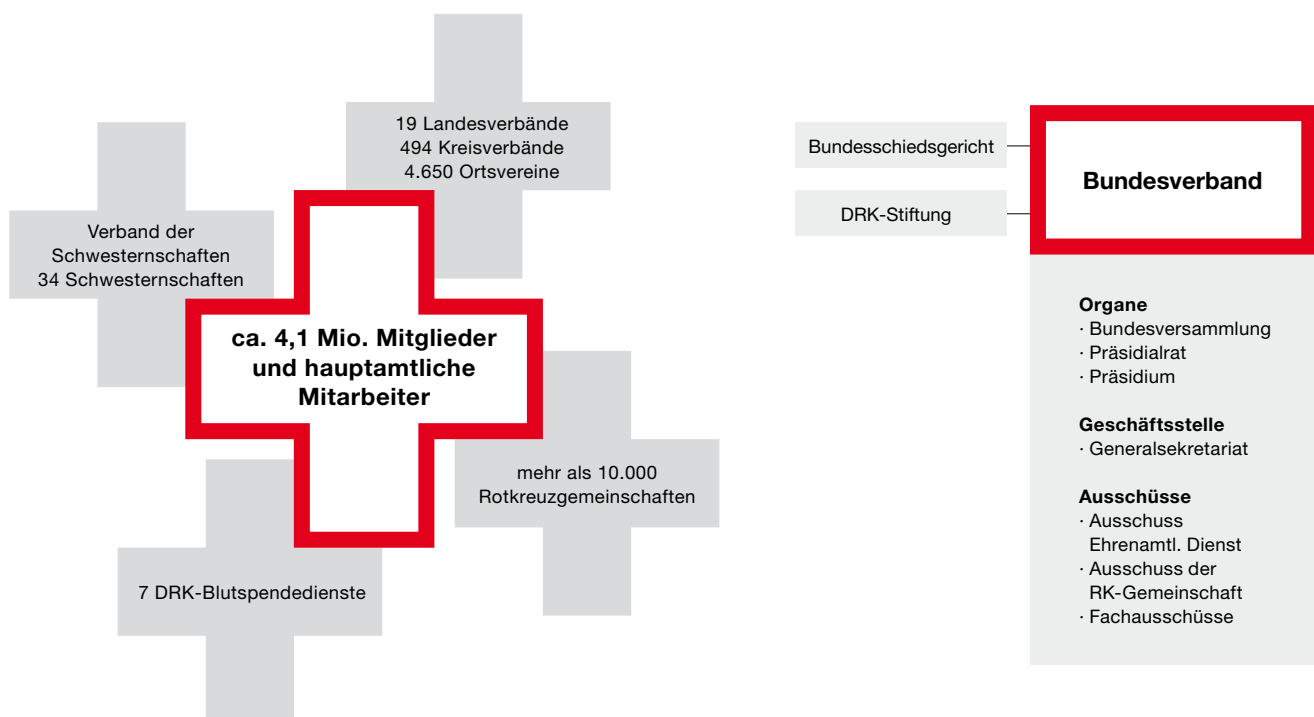 19 Landesverbände
494 Kreisverbände
4.650 Ortsvereine
Verband der
Schwesternschaften
34 Schwesternschaften
ca. 4,1 Mio. Mitglieder
und hauptamtliche
Mitarbeiter
mehr als 10.000
Rotkreuzgemeinschaften
7 DRK-Blutspendedienste
Bundesschiedsgericht
DRK-Stiftung
Bundesverband
Organe
· Bundesversammlung
· Präsidialrat
· Präsidium
Geschäftsstelle
· Generalsekretariat
Ausschüsse
· Ausschuss
Ehrenamtl. Dienst
· Ausschuss der
RK-Gemeinschaft
· Fachausschüsse